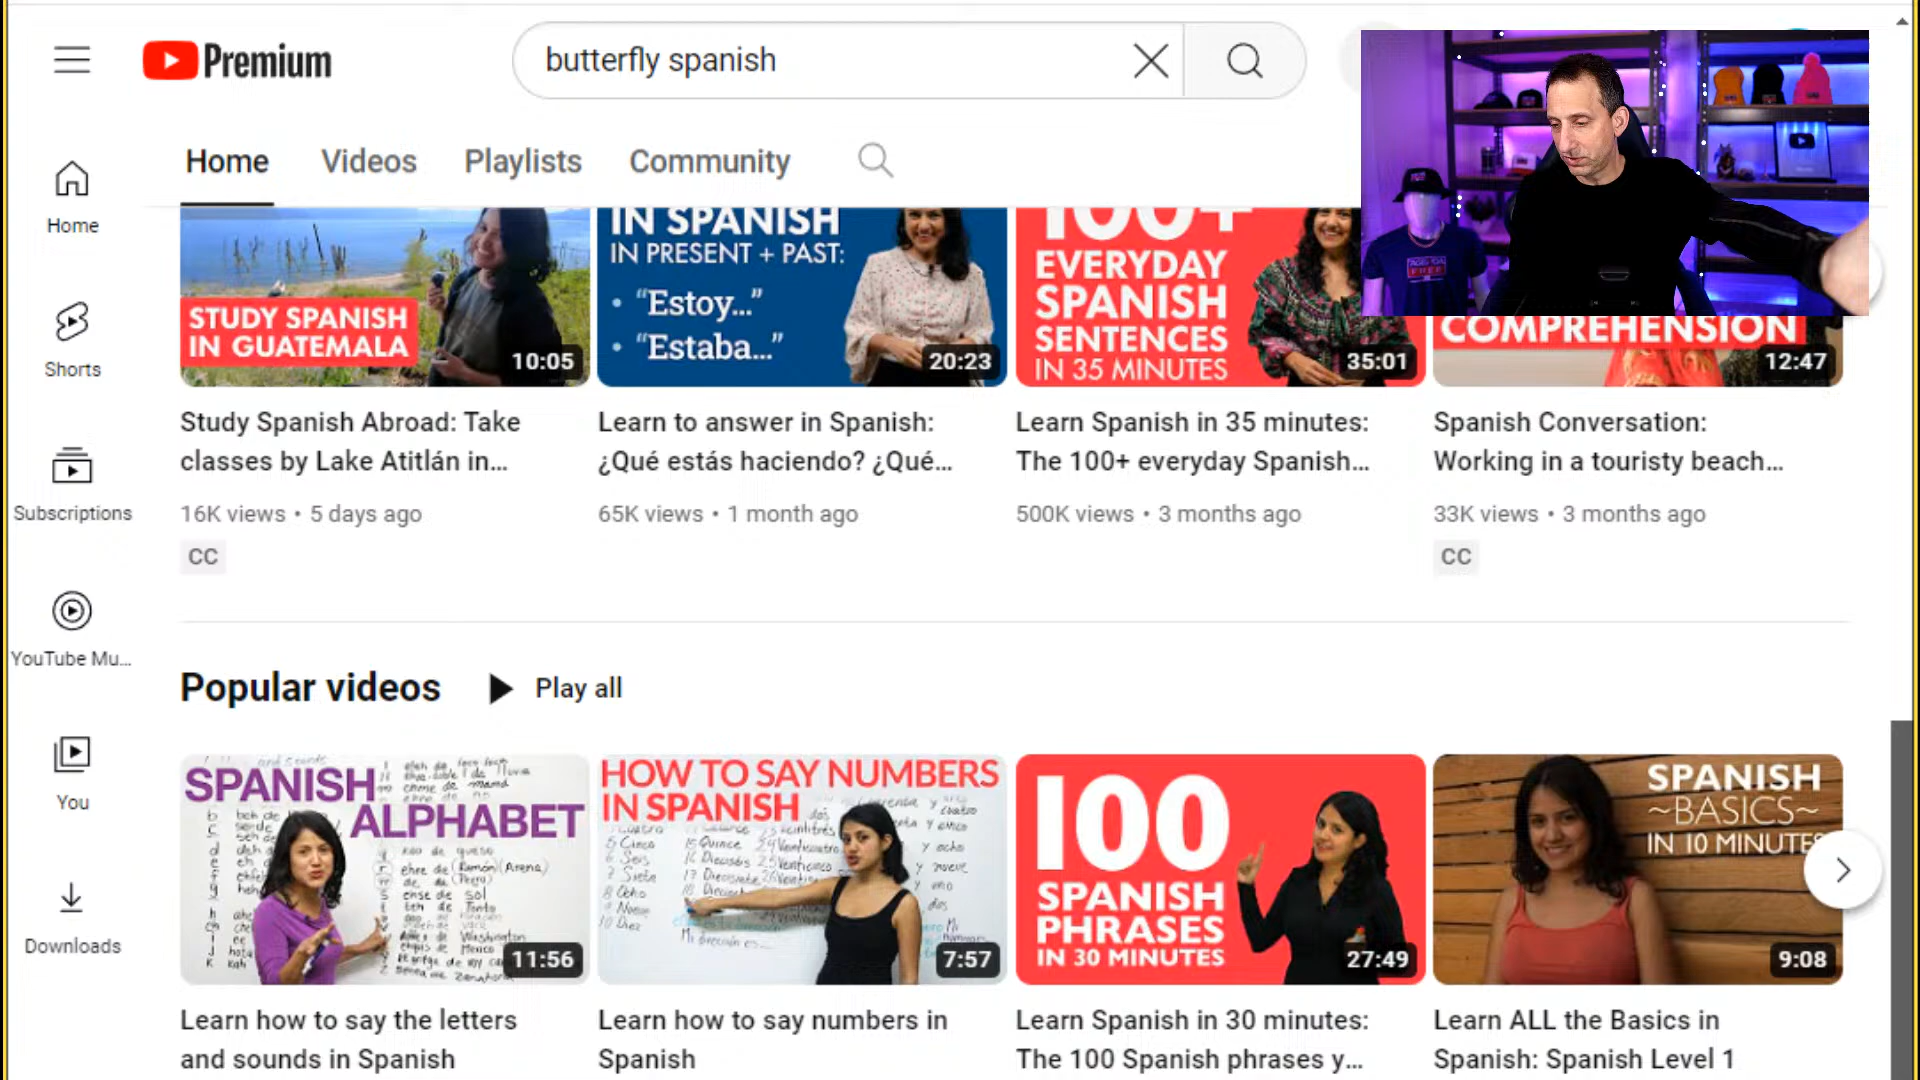 Premium
butterfly spanish
Home
Videos
Playlists
Community
Home
Shorts
Subscriptions
YouTube Mu...
You
Downloads
STUDY SPANISH
IN GUATEMALA
10:05
IN SPANISH
IN PRESENT + PAST:
• “Estoy...”
• “Estaba...”
20:23
100+
EVERYDAY
SPANISH
SENTENCES
IN 35 MINUTES
35:01
COMPREHENSION
12:47
Study Spanish Abroad: Take
classes by Lake Atitlán in...
16K views • 5 days ago
CC
Learn to answer in Spanish:
¿Qué estás haciendo? ¿Qué...
65K views • 1 month ago
Learn Spanish in 35 minutes:
The 100+ everyday Spanish...
500K views • 3 months ago
Spanish Conversation:
Working in a touristy beach...
33K views • 3 months ago
CC
Popular videos
Play all
SPANISH
ALPHABET
11:56
HOW TO SAY NUMBERS
IN SPANISH
7:57
100
SPANISH
PHRASES
IN 30 MINUTES
27:49
SPANISH
~BASICS~
IN 10 MINUTES
9:08
Learn how to say the letters
and sounds in Spanish
Learn how to say numbers in
Spanish
Learn Spanish in 30 minutes:
The 100 Spanish phrases y...
Learn ALL the Basics in
Spanish: Spanish Level 1